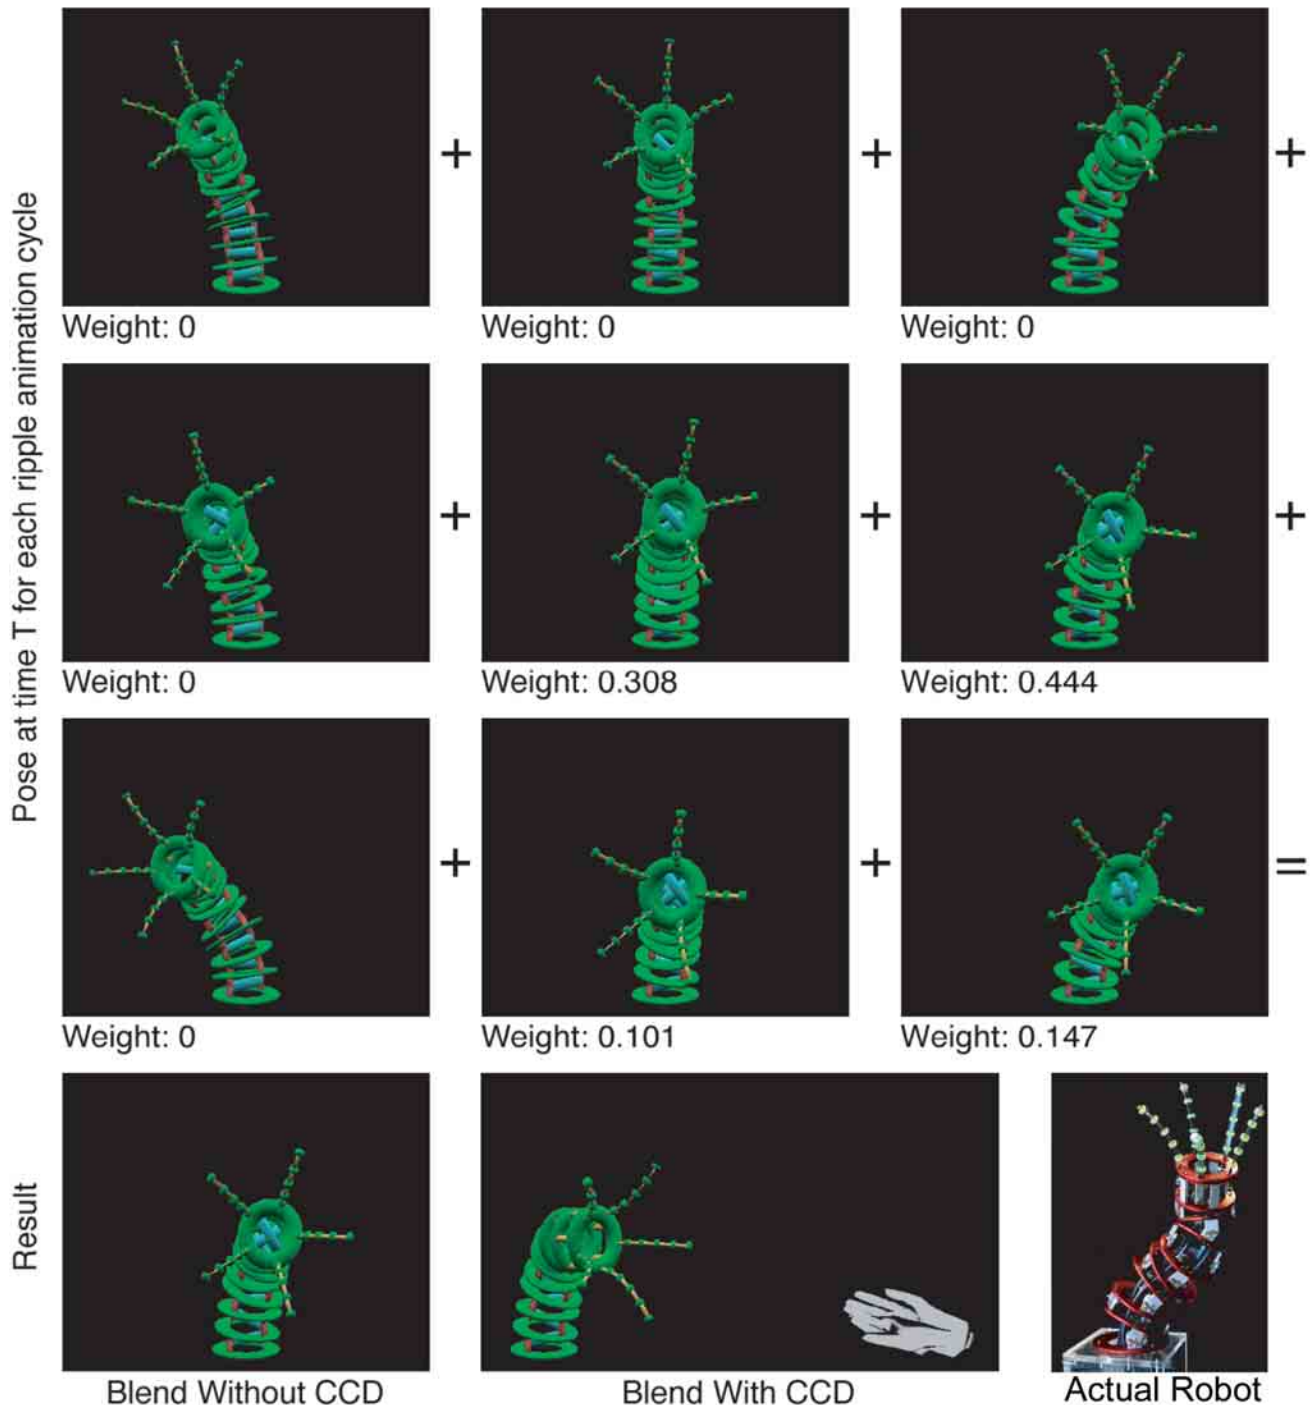 Pose at time T for each ripple animation cycle
+
+
+
Weight: 0
Weight: 0
Weight: 0
+
+
+
Weight: 0
Weight: 0.308
Weight: 0.444
+
+
=
Weight: 0
Weight: 0.101
Weight: 0.147
Result
Blend Without CCD
Blend With CCD
Actual Robot